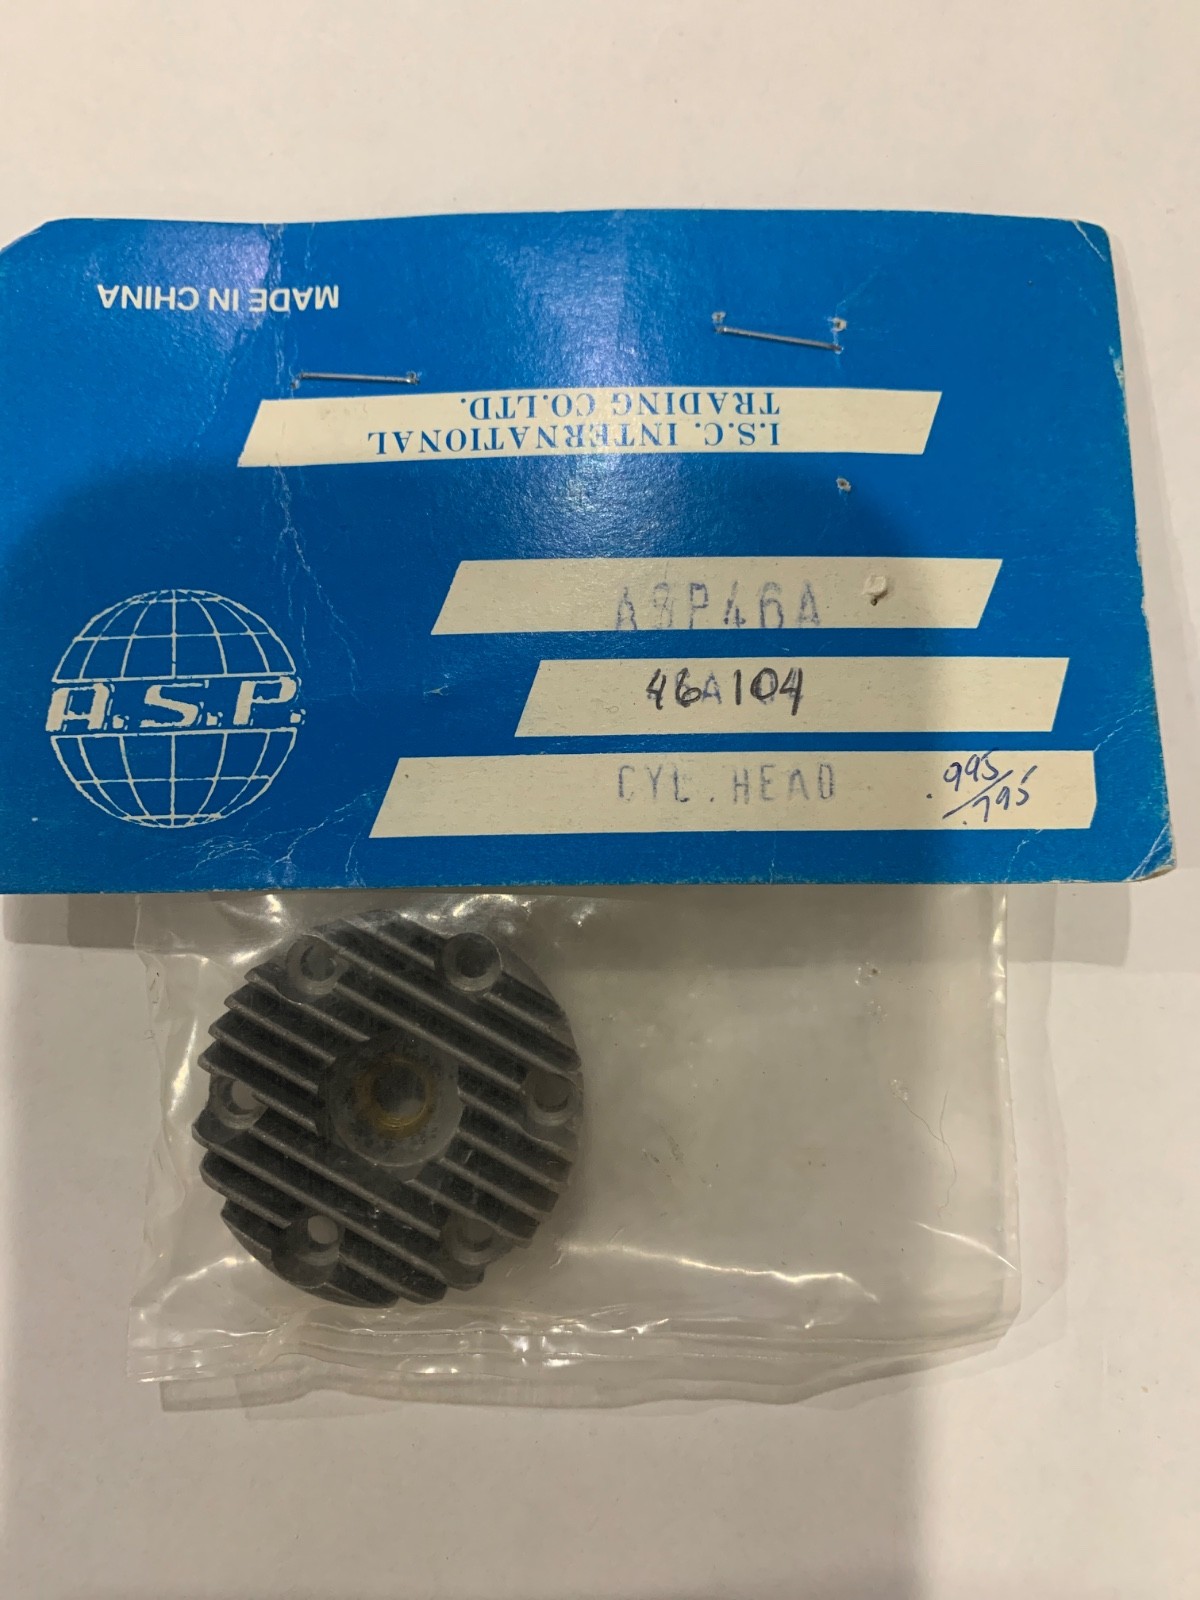 MADE IN CHINA
I.S.C. INTERNATIONAL
TRADING CO.LTD.
ASP46A
46A104
A.S.P.
CYL. HEAD
.995/.795